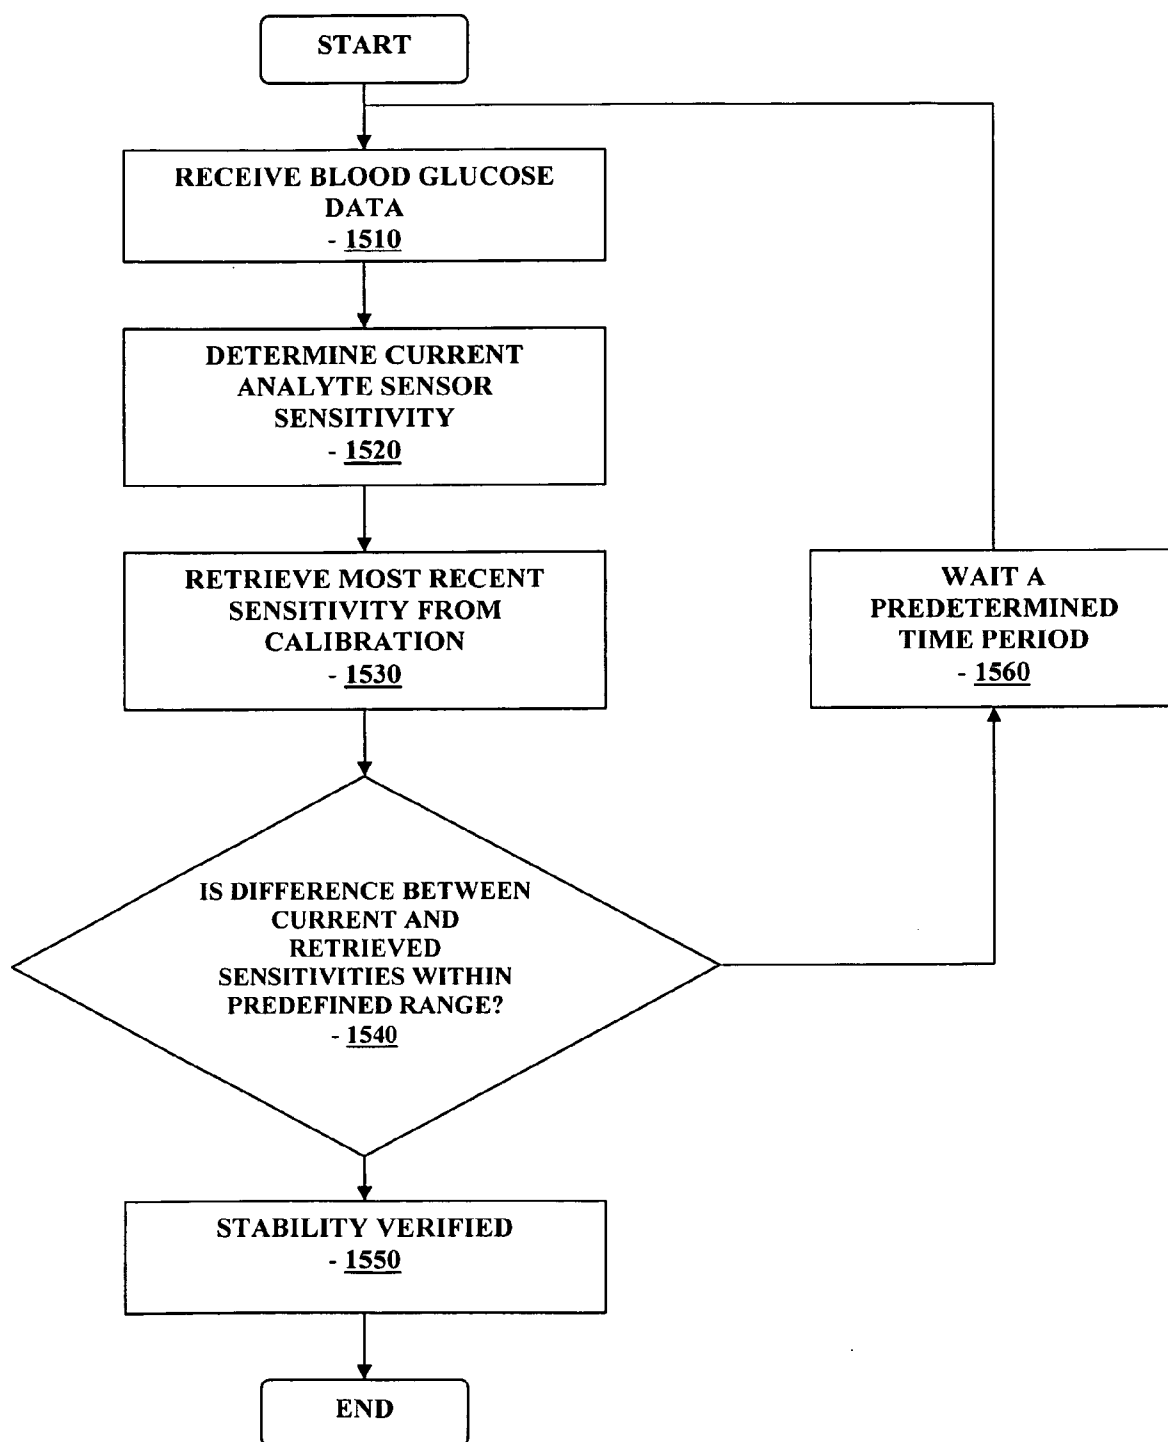 START
RECEIVE BLOOD GLUCOSE
DATA
- 1510
DETERMINE CURRENT
ANALYTE SENSOR
SENSITIVITY
- 1520
RETRIEVE MOST RECENT
SENSITIVITY FROM
CALIBRATION
- 1530
WAIT A
PREDETERMINED
TIME PERIOD
- 1560
IS DIFFERENCE BETWEEN
CURRENT AND
RETRIEVED
SENSITIVITIES WITHIN
PREDEFINED RANGE?
- 1540
STABILITY VERIFIED
- 1550
END